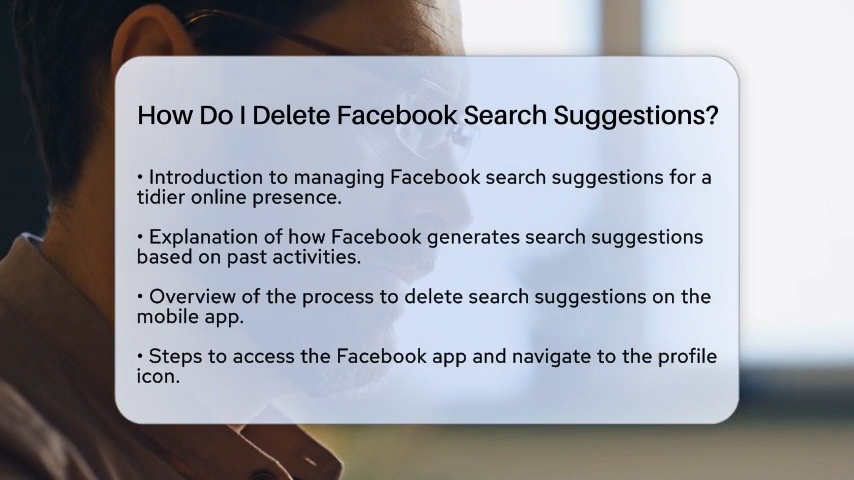 How Do I Delete Facebook Search Suggestions?
• Introduction to managing Facebook search suggestions for a
tidier online presence.
• Explanation of how Facebook generates search suggestions
based on past activities.
• Overview of the process to delete search suggestions on the
mobile app.
• Steps to access the Facebook app and navigate to the profile
icon.